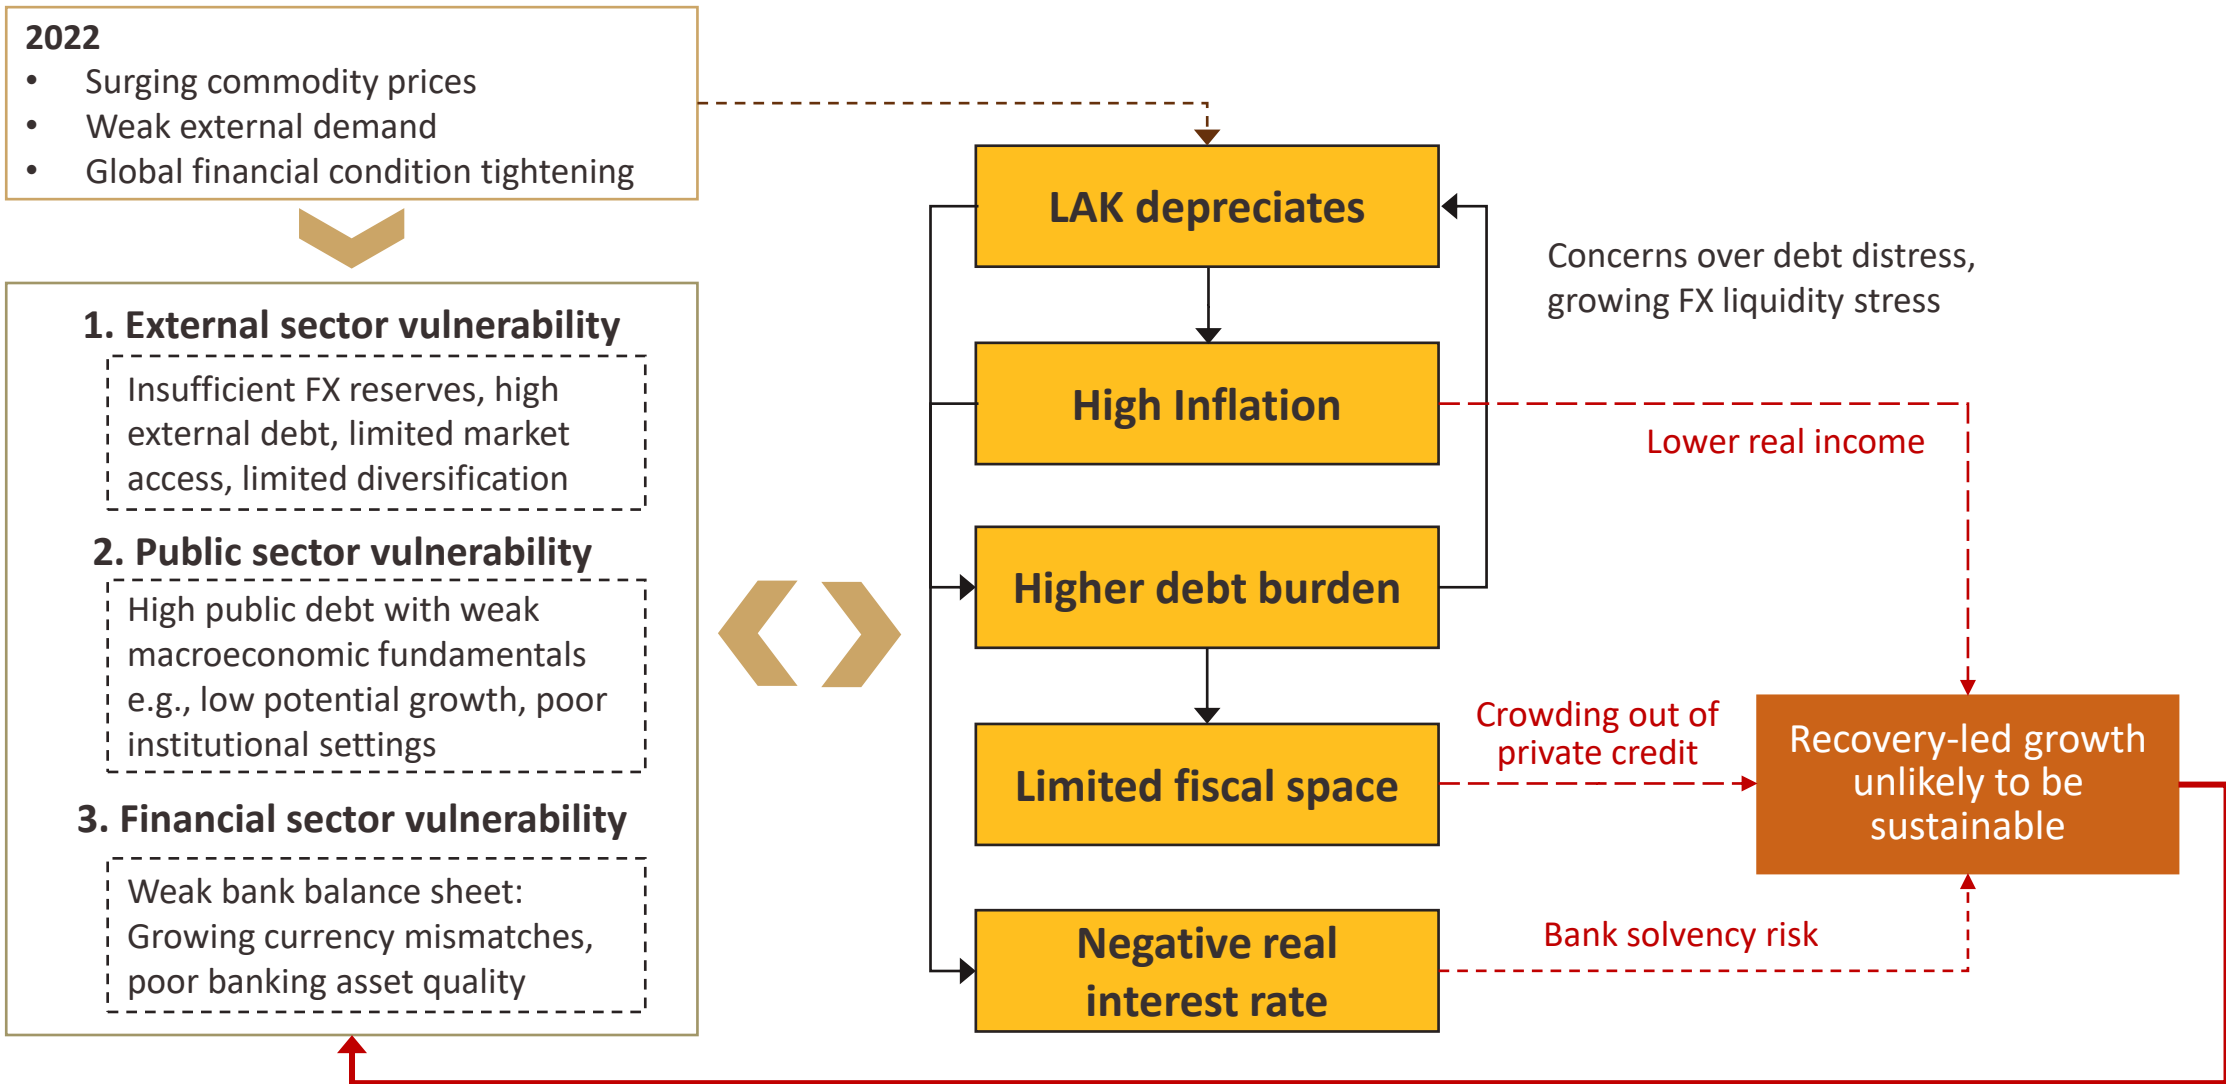 2022
• Surging commodity prices
• Weak external demand
• Global financial condition tightening
1. External sector vulnerability
Insufficient FX reserves, high
external debt, limited market
access, limited diversification
2. Public sector vulnerability
High public debt with weak
macroeconomic fundamentals
e.g., low potential growth, poor
institutional settings
3. Financial sector vulnerability
Weak bank balance sheet:
Growing currency mismatches,
poor banking asset quality
LAK depreciates
High Inflation
Higher debt burden
Limited fiscal space
Negative real
interest rate
Concerns over debt distress,
growing FX liquidity stress
Lower real income
Crowding out of
private credit
Bank solvency risk
Recovery-led growth
unlikely to be
sustainable